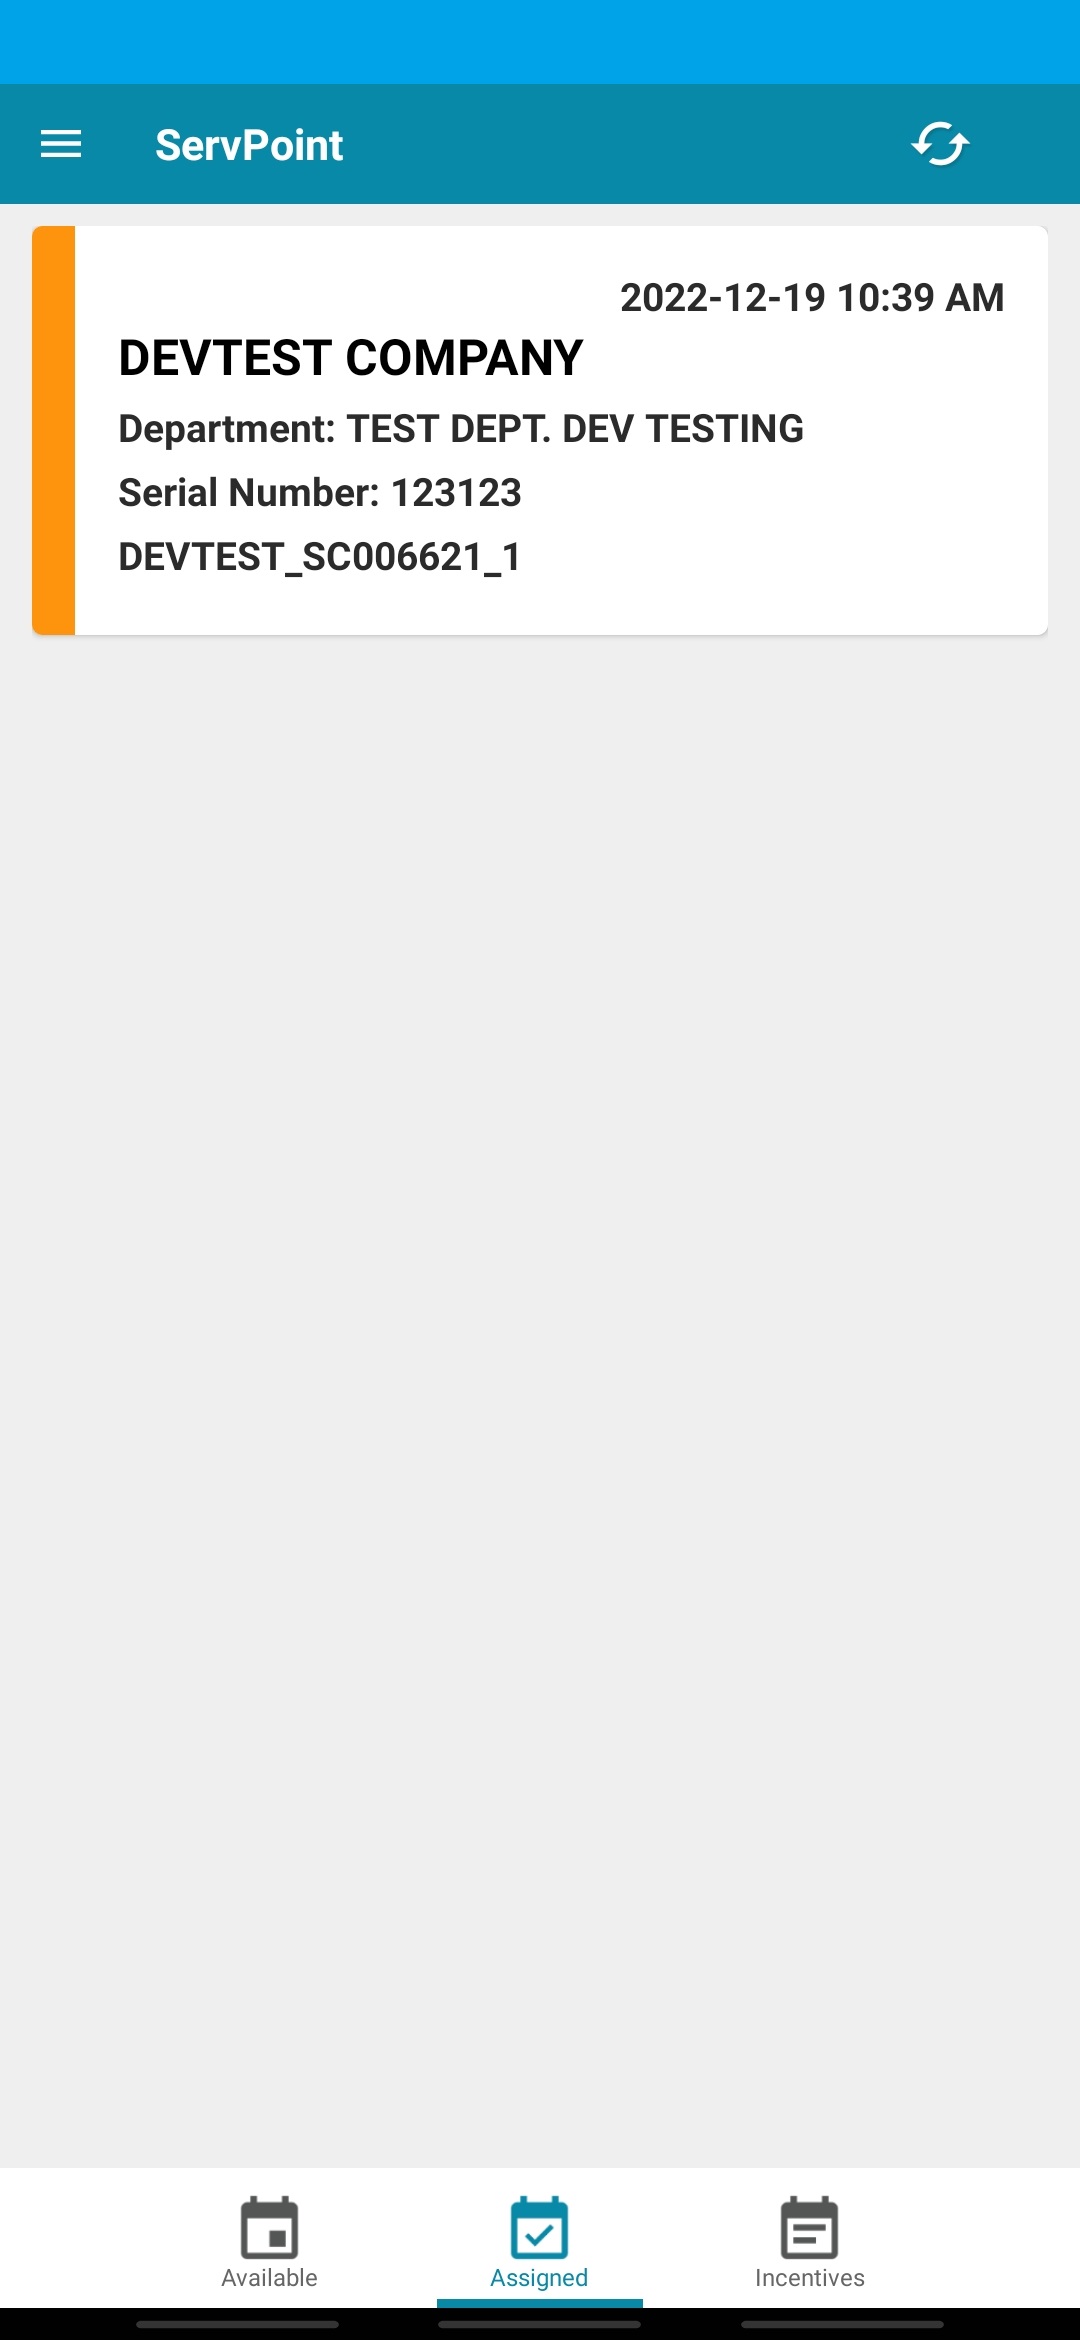 ServPoint
2022-12-19 10:39 AM
DEVTEST COMPANY
Department: TEST DEPT. DEV TESTING
Serial Number: 123123
DEVTEST_SC006621_1
Available
Assigned
Incentives